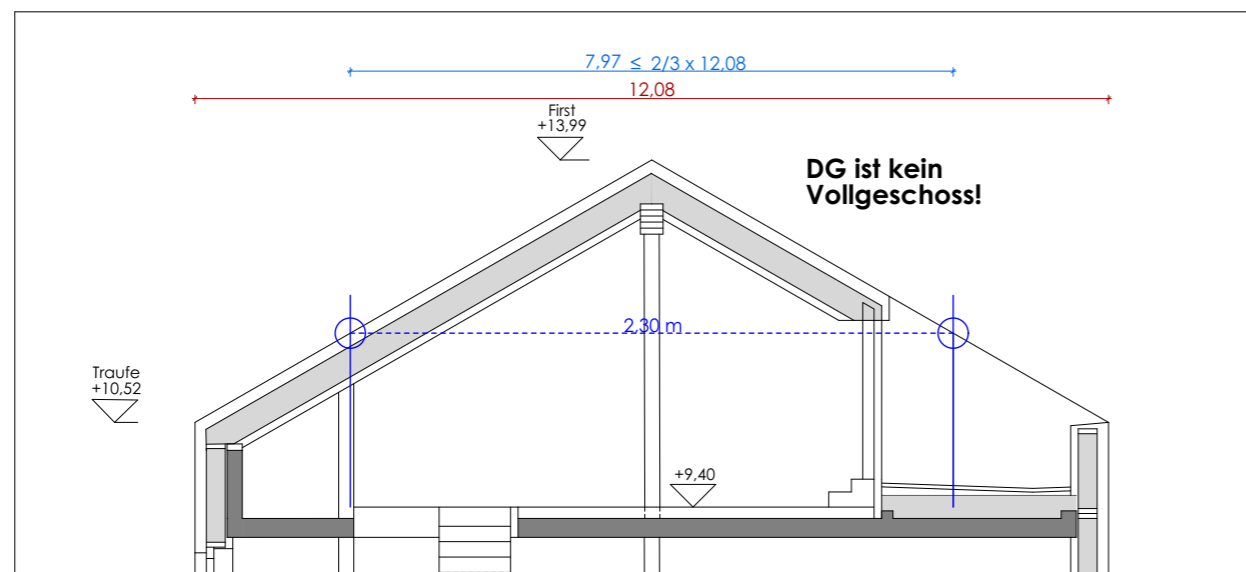 7,97 ≤ 2/3 x 12,08
12,08
First
+13,99
DG ist kein
Vollgeschoss!
2,30 m
Traufe
+10,52
+9,40